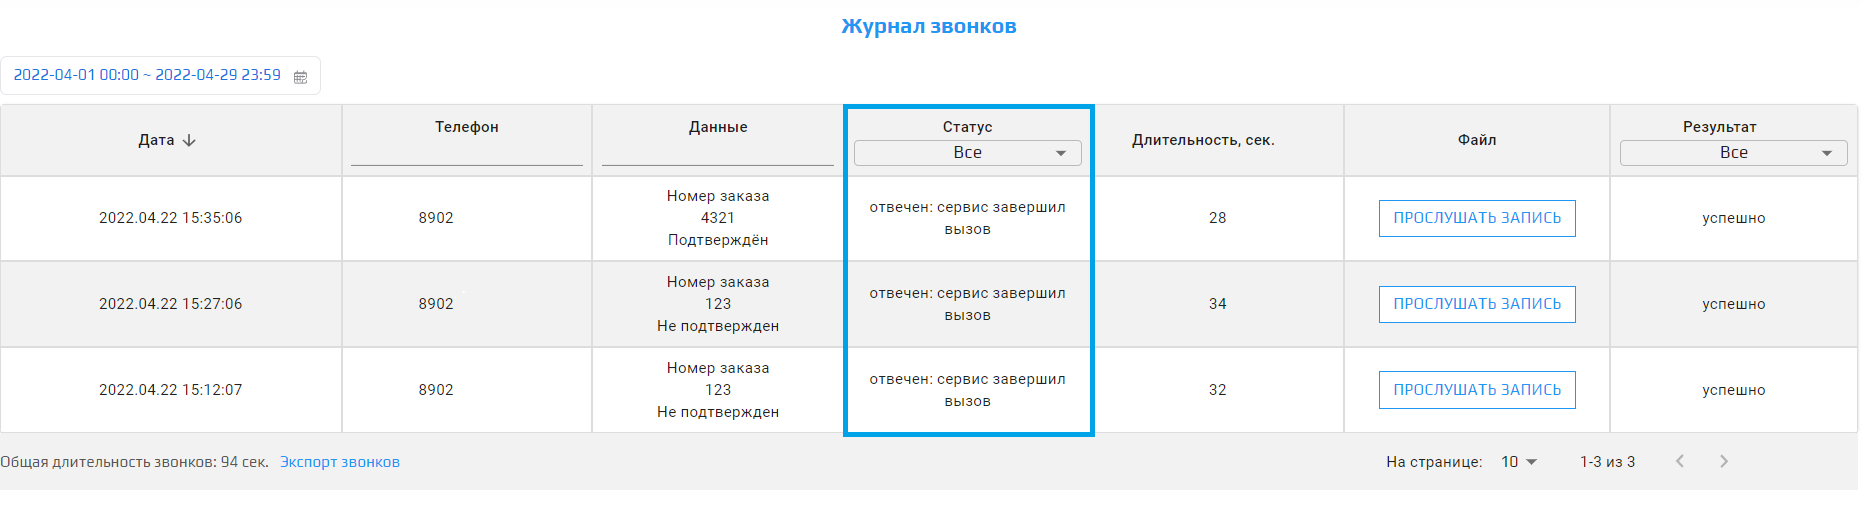 Журнал звонков
2022-04-01 00:00 ~ 2022-04-29 23:59
Дата Телефон Данные Статус Длительность, сек. Файл Результат
Все Все
2022.04.22 15:35:06 8902 Номер заказа 4321 Подтверждён отвечен: сервис завершил вызов 28 ПРОСЛУШАТЬ ЗАПИСЬ успешно
2022.04.22 15:27:06 8902 Номер заказа 123 Не подтвержден отвечен: сервис завершил вызов 34 ПРОСЛУШАТЬ ЗАПИСЬ успешно
2022.04.22 15:12:07 8902 Номер заказа 123 Не подтвержден отвечен: сервис завершил вызов 32 ПРОСЛУШАТЬ ЗАПИСЬ успешно
Общая длительность звонков: 94 сек. Экспорт звонков На странице: 10 1-3 из 3